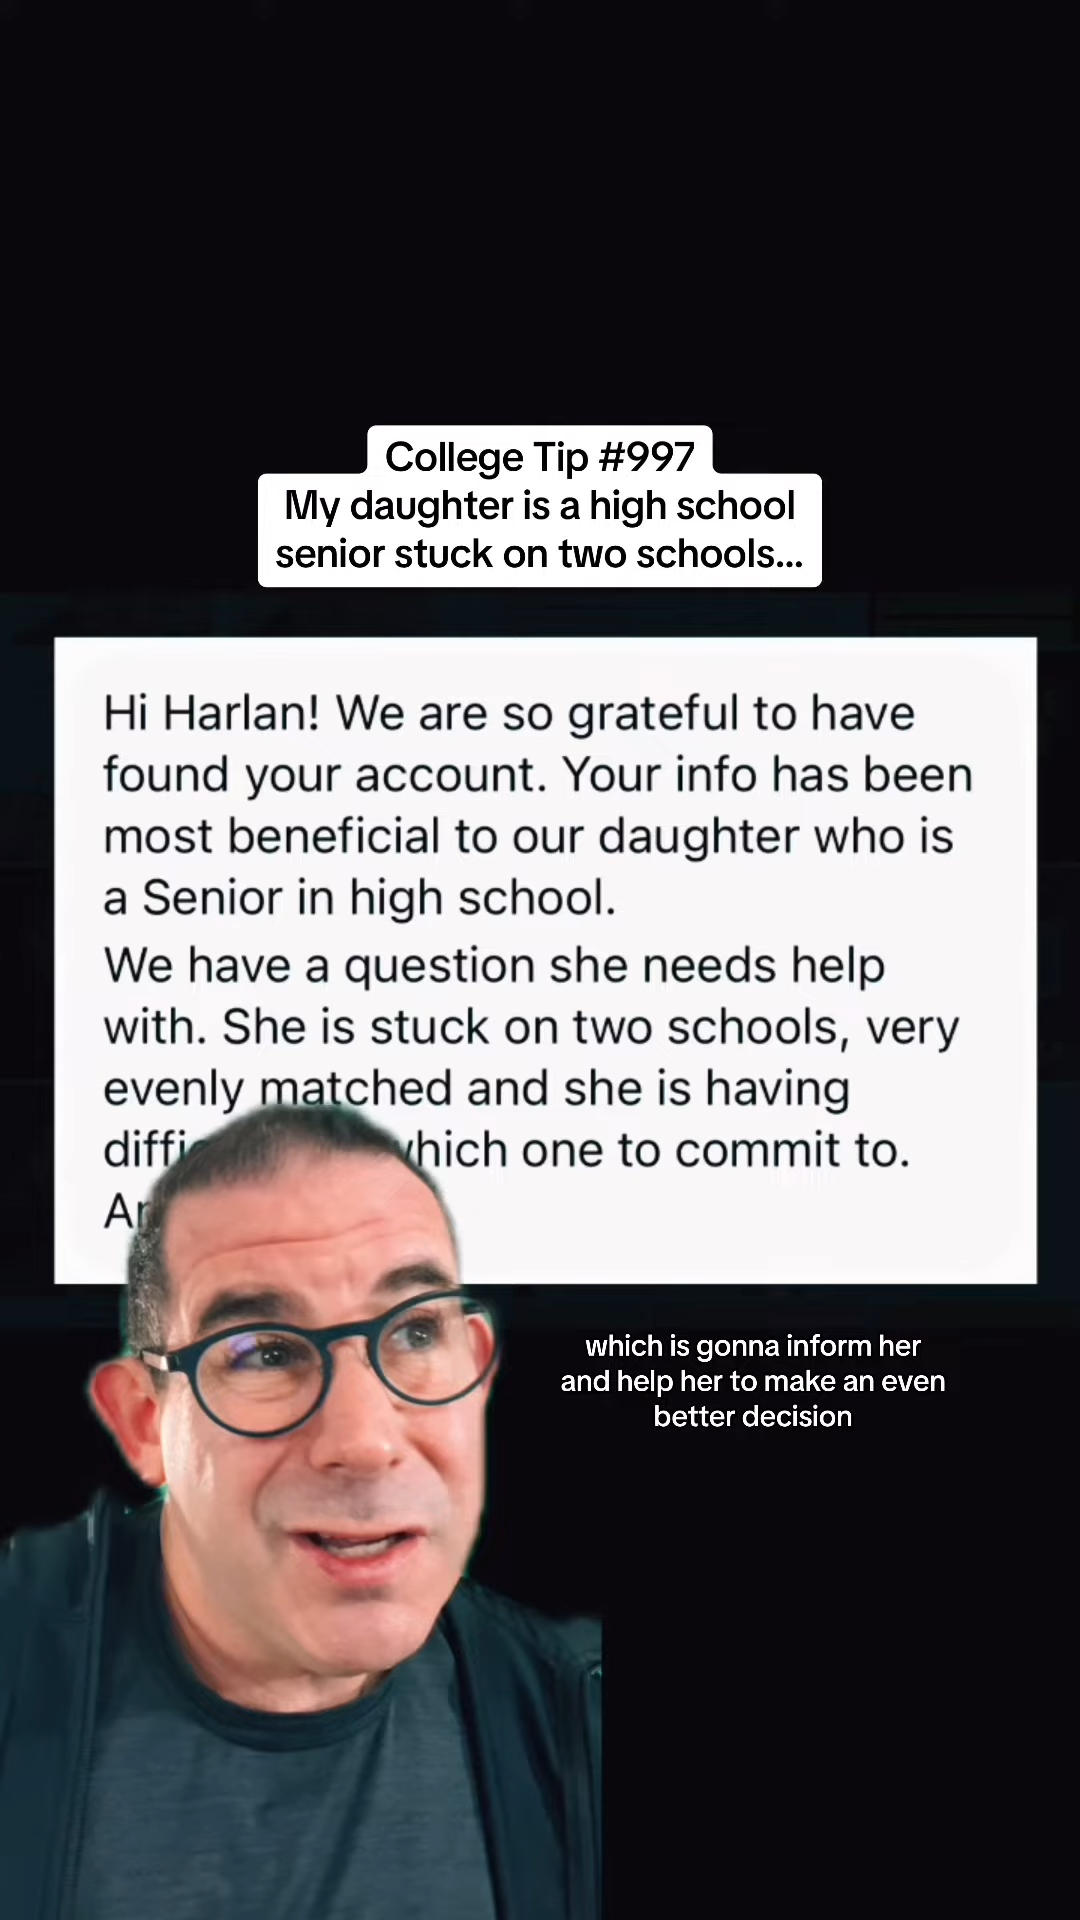 College Tip #997
My daughter is a high school
senior stuck on two schools...
Hi Harlan! We are so grateful to have
found your account. Your info has been
most beneficial to our daughter who is
a Senior in high school.
We have a question she needs help
with. She is stuck on two schools, very
evenly matched and she is having
which one to commit to.
which is gonna inform her
and help her to make an even
better decision